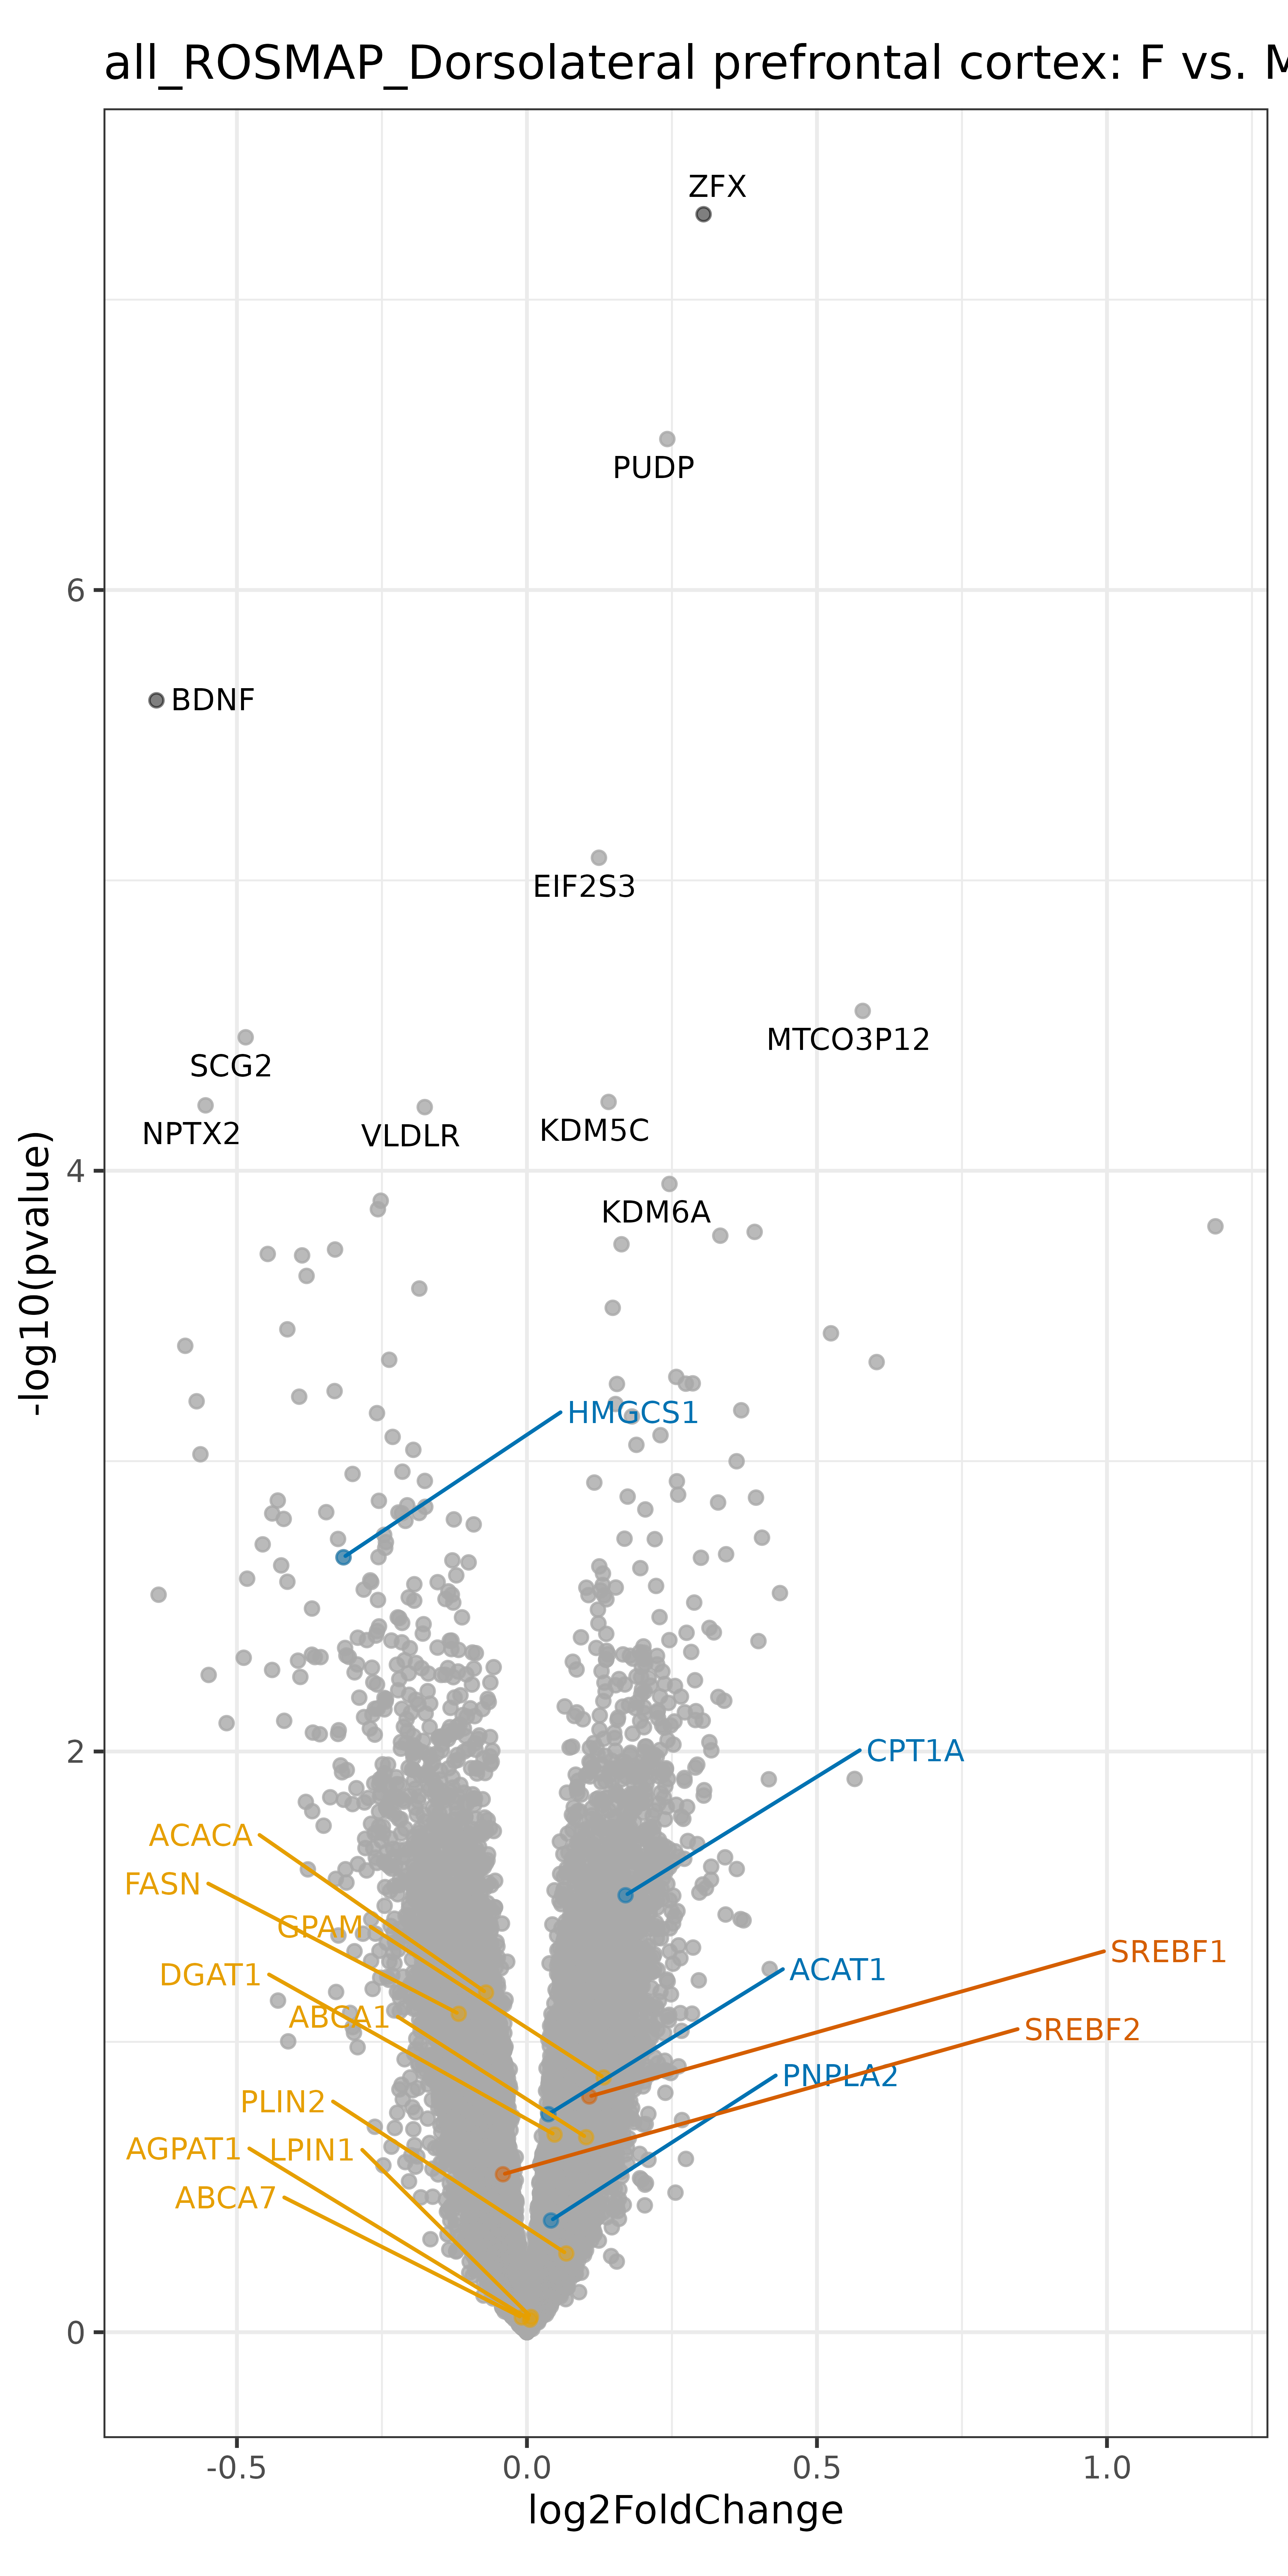 all_ROSMAP_Dorsolateral prefrontal cortex: F vs. M
ZFX
PUDP
6
BDNF
EIF2S3
MTCO3P12
SCG2
NPTX2
VLDLR
KDM5C
4
KDM6A
-log10(pvalue)
HMGCS1
2
CPT1A
ACACA
FASN
GPAM
SREBF1
DGAT1
ACAT1
ABCA1
SREBF2
PNPLA2
PLIN2
AGPAT1
LPIN1
ABCA7
0
-0.5 0.0 0.5 1.0
log2FoldChange